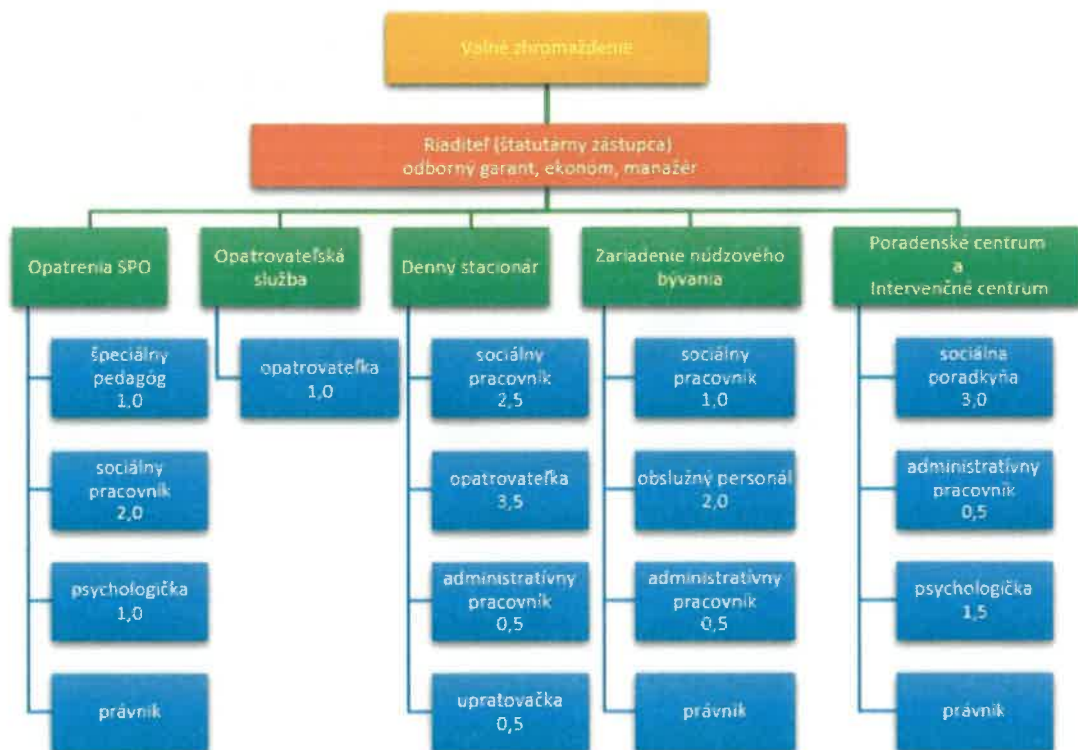 Valné zhromaždenie
Riaditeľ (štatutárny zástupca)
odborný garant, ekonóm, manažér
Opatrenia SPO
špeciálny
pedagóg
1,0
sociálny
pracovník
2,0
psychologička
1,0
právnik
Opatrovateľská
služba
opatrovateľka
1,0
Denný stacionár
sociálny
pracovník
2,5
opatrovateľka
3,5
administratívny
pracovník
0,5
upratovačka
0,5
Zariadenie núdzového
bývania
sociálny
pracovník
1,0
obslužný personál
2,0
administratívny
pracovník
0,5
právnik
Poradenské centrum
a
Intervenčné centrum
sociálna
poradkyňa
3,0
administratívny
pracovník
0,5
psychologička
1,5
právnik